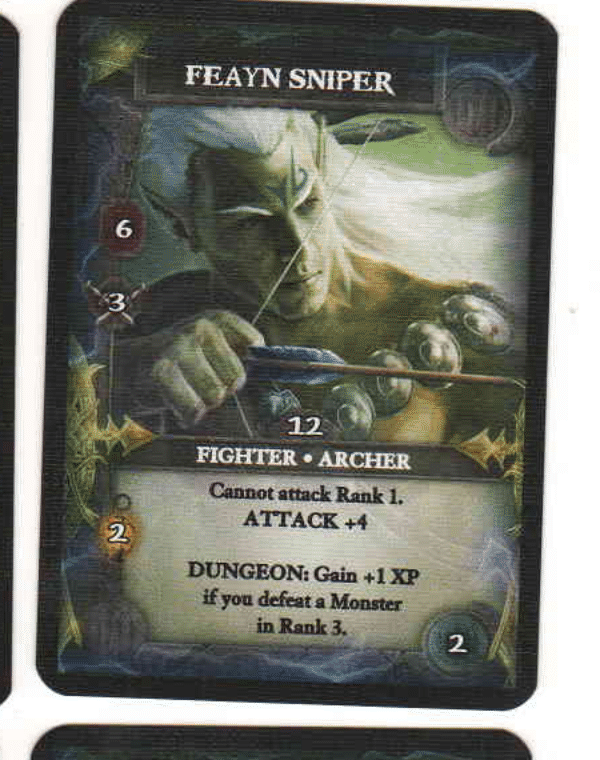 FEAYN SNIPER
6
3
12
FIGHTER • ARCHER
Cannot attack Rank 1.
ATTACK +4
2
DUNGEON: Gain +1 XP
if you defeat a Monster
in Rank 3.
2